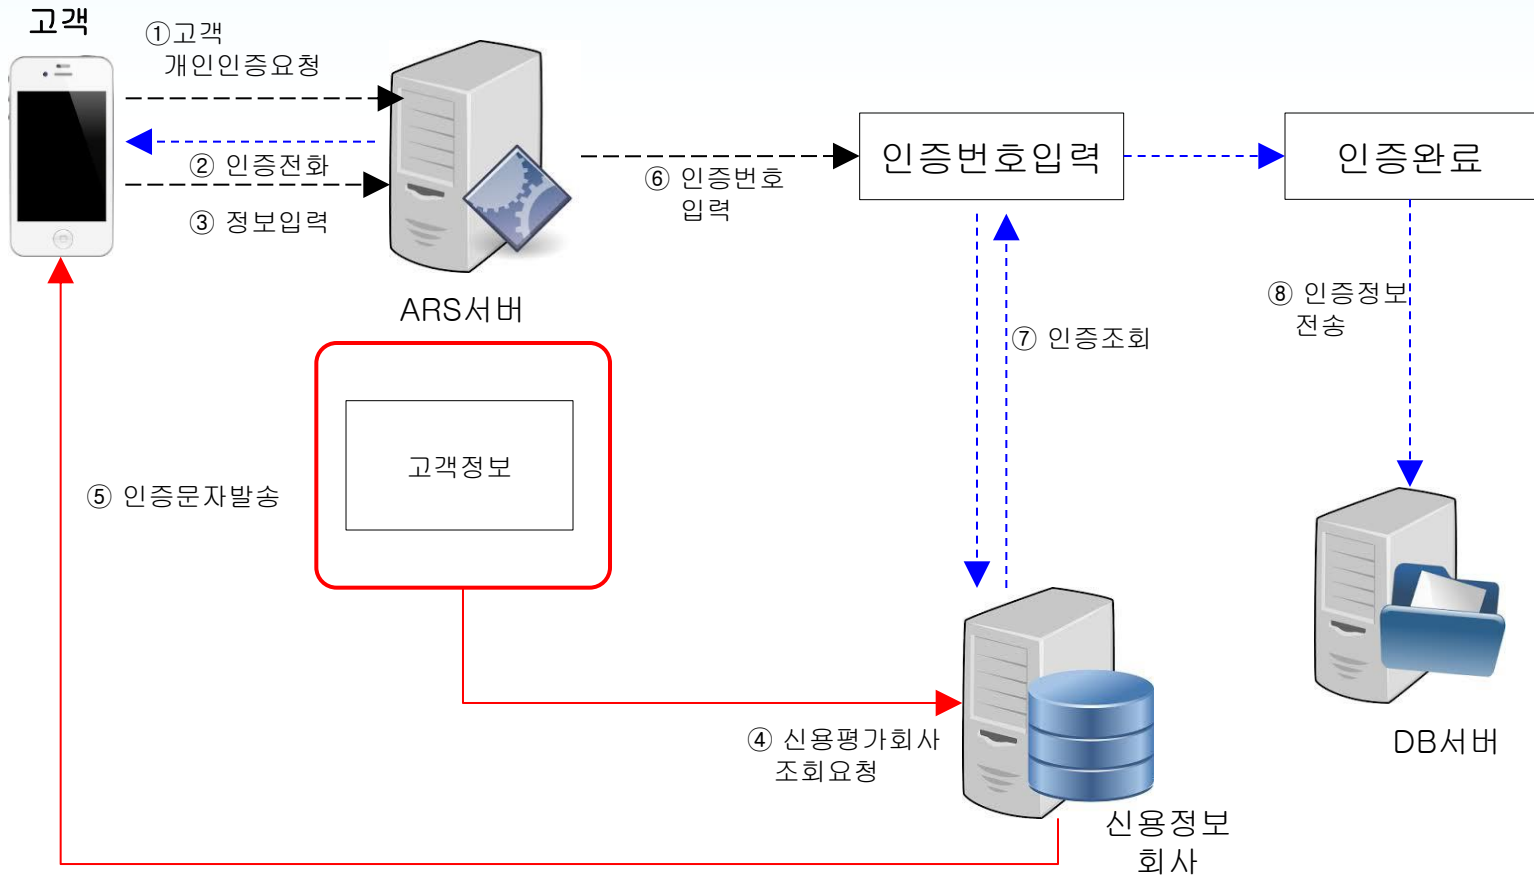 고객
①고객
개인인증요청
② 인증전화
③ 정보입력
ARS서버
⑥ 인증번호
입력
인증번호입력
인증완료
⑧ 인증정보
전송
⑦ 인증조회
고객정보
⑤ 인증문자발송
④ 신용평가회사
조회요청
신용정보
회사
DB서버